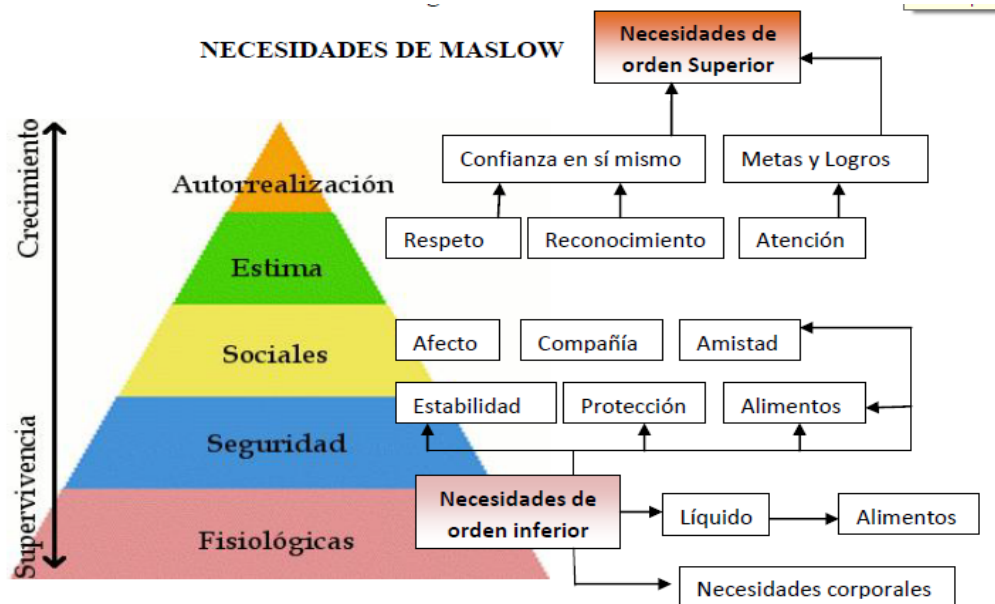 NECESIDADES DE MASLOW
Necesidades de
orden Superior
Crecimiento
Supervivencia
Autorrealización
Estima
Sociales
Seguridad
Fisiológicas
Confianza en sí mismo
Metas y Logros
Respeto
Reconocimiento
Atención
Afecto
Compañía
Amistad
Estabilidad
Protección
Alimentos
Necesidades de
orden inferior
Líquido
Alimentos
Necesidades corporales